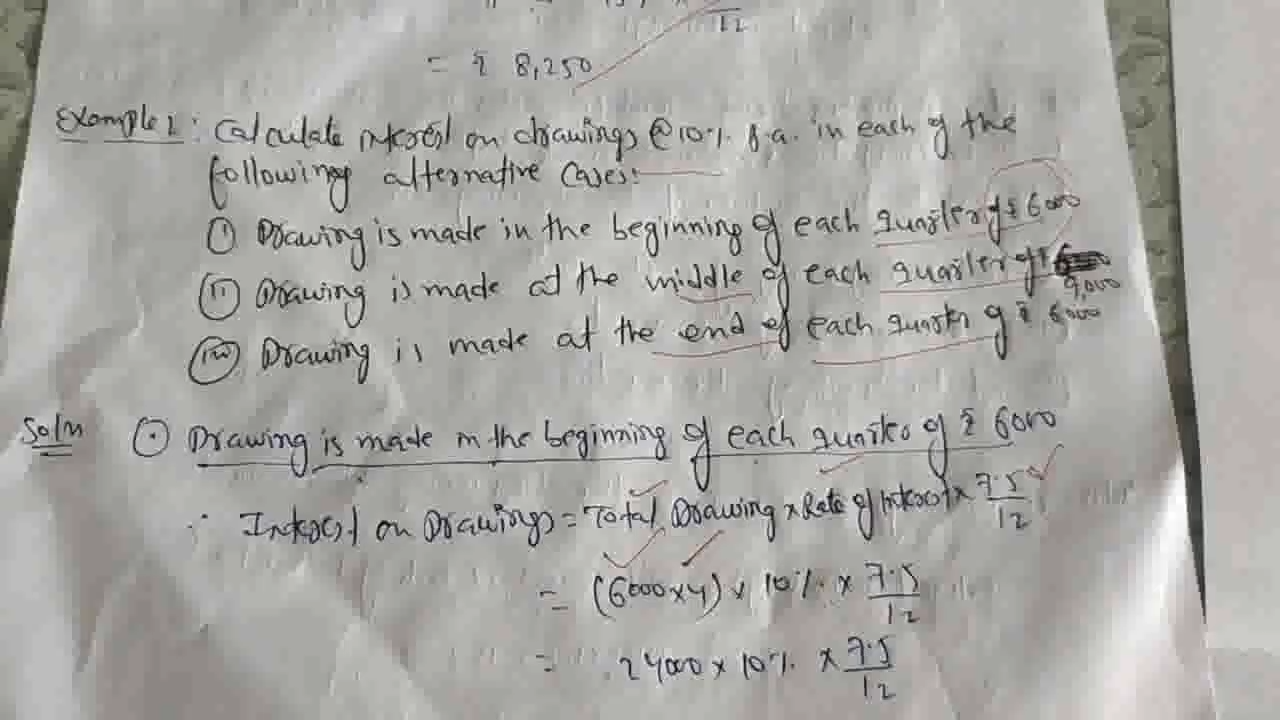 12
= ₹ 8,250
Example 2: Calculate interest on drawings @10% p.a. in each of the
following alternative cases:
(i) Drawing is made in the beginning of each quarter of ₹ 6000
(ii) Drawing is made at the middle of each quarter of ₹
9,000
(iii) Drawing is made at the end of each quarter of ₹ 6000
Soln (i) Drawing is made in the beginning of each quarter of ₹ 6000
∴ Interest on Drawings = Total Drawing x Rate of Interest x 7.5/12
= (6000x4) x 10% x 7.5/12
= 24000 x 10% x 7.5/12